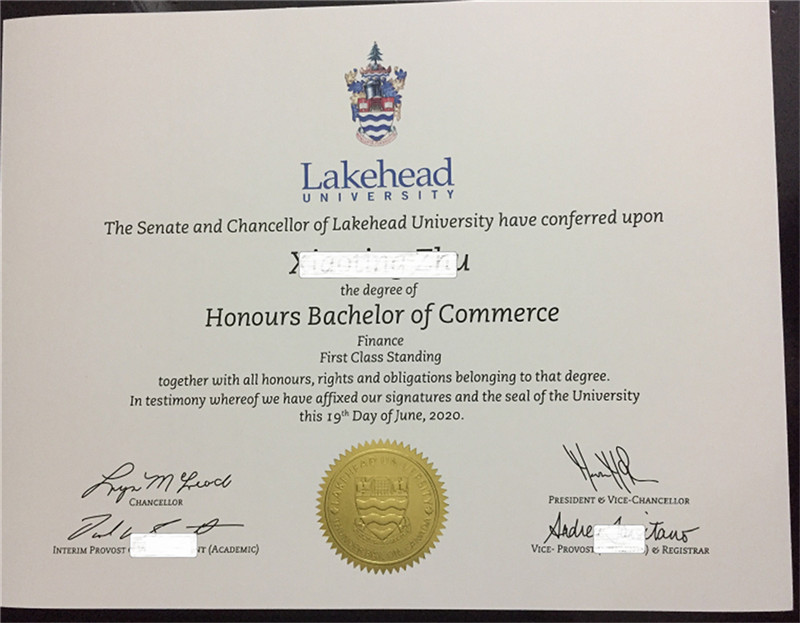 Lakehead
UNIVERSITY
The Senate and Chancellor of Lakehead University have conferred upon
the degree of
Honours Bachelor of Commerce
Finance
First Class Standing
together with all honours, rights and obligations belonging to that degree.
In testimony whereof we have affixed our signatures and the seal of the University
this 19th Day of June, 2020.
CHANCELLOR
PRESIDENT & VICE-CHANCELLOR
INTERIM PROVOST (ACADEMIC)
VICE- PROVOST & REGISTRAR
LAKEHEAD UNIVERSITY